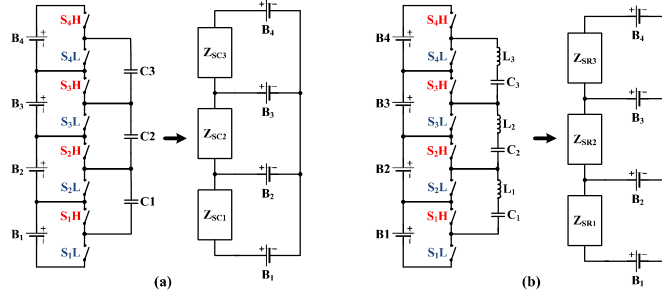 S4H
B4
S4L
C3
S3H
B3
S3L
C2
S2H
B2
S2L
C1
S1H
B1
S1L
ZSC3
B4
B3
ZSC2
B2
ZSC1
B1
(a)
S4H
B4
S4L
L3
C3
S3H
B3
S3L
L2
C2
S2H
B2
S2L
L1
C1
S1H
B1
S1L
B4
ZSR3
B3
ZSR2
B2
ZSR1
B1
(b)